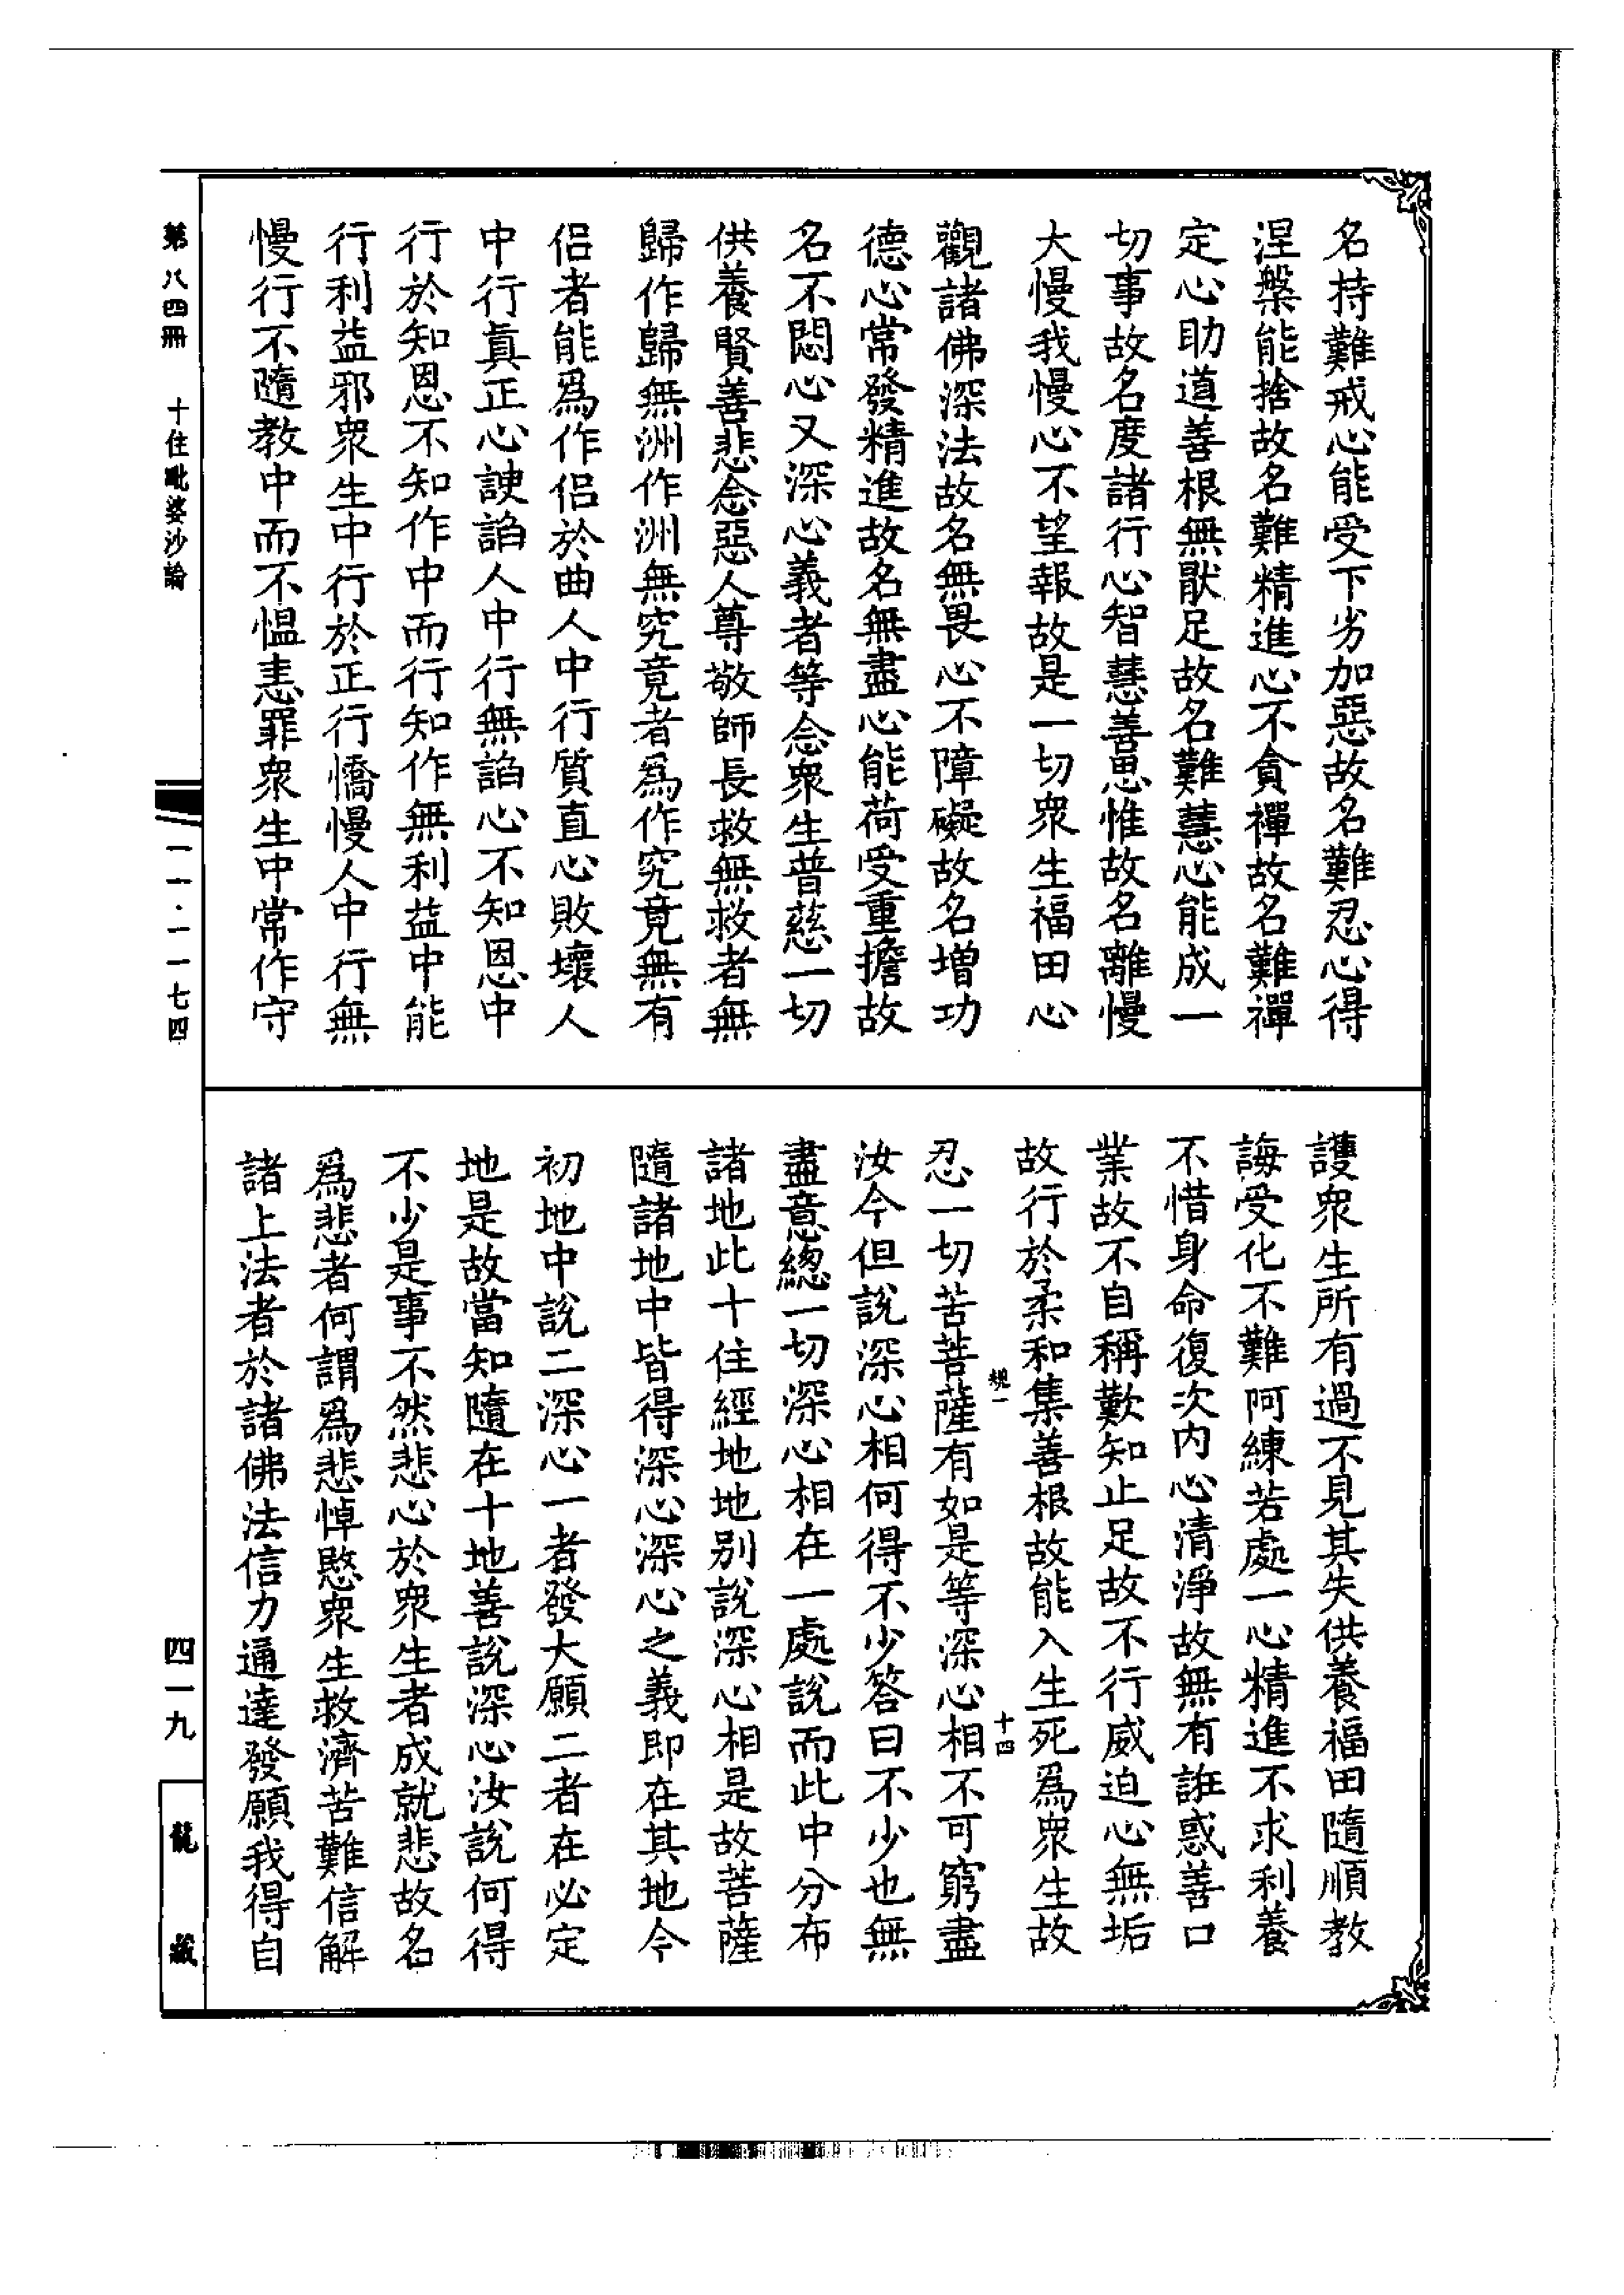 名持難戒心能受下劣加惡故名難忍心得
涅槃能捨故名難精進心不貪禪故名難禪
定心助道善根無猒足故名難慧心能成一
切事故名度諸行心智慧善思惟故名離慢
大慢我慢心不望報故是一切衆生福田心
觀諸佛深法故名無畏心不障礙故名増功
德心常發精進故名無盡心能荷受重擔故
名不悶心又深心義者等念衆生普慈一切
供養賢善悲念惡人尊敬師長救無救者無
歸作歸無洲作洲無究竟者爲作究竟無有
侣者能爲作侣於曲人中行質直心敗壞人
中行真正心諛諂人中行無諂心不知恩中
行於知恩不知作中而行知作無利益中能
行利益邪衆生中行於正行憍慢人中行無
慢行不隨教中而不愠恚罪衆生中常作守
護衆生所有過不見其失供養福田隨順教
誨受化不難阿練若處一心精進不求利養
不惜身命復次内心清淨故無有誑惑善口
業故不自稱歎知止足故不行威迫心無垢
故行於柔和集善根故能入生死爲衆生故
忍一切苦菩薩有如是等深心相不可窮盡
汝今但說深心相何得不少答曰不少也無
盡意總一切深心相在一處說而此中分布
諸地此十住經地地别說深心相是故菩薩
隨諸地中皆得深心深心之義即在其地今
初地中說二深心一者發大願二者在必定
地是故當知隨在十地善說深心汝說何得
不少是事不然悲心於衆生者成就悲故名
爲悲者何謂爲悲悼愍衆生救濟苦難信解
諸上法者於諸佛法信力通達發願我得自
規一
十四
第八四冊
十住毗婆沙論
一一·一一七四
四一九
龍藏